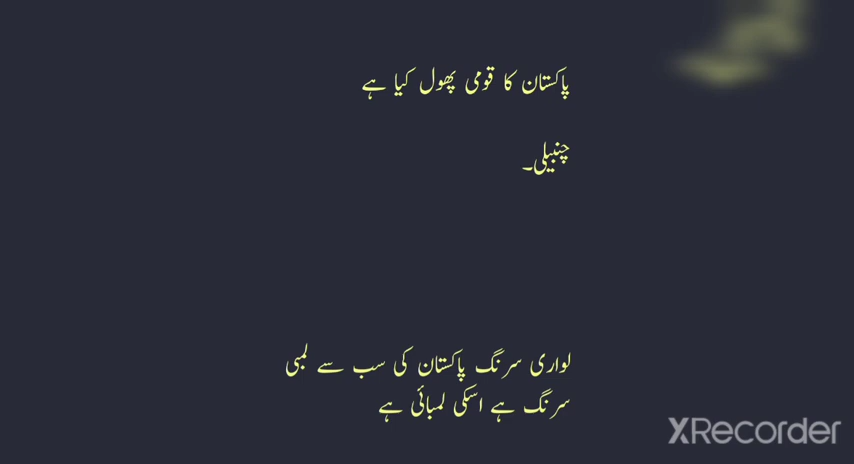 پاکستان کا قومی پھول کیا ہے
چنبیلی۔
لواری سرنگ پاکستان کی سب سے لمبی
سرنگ ہے اسکی لمبائی ہے
XRecorder